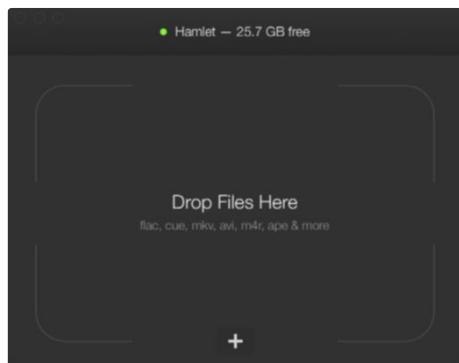 Hamlet — 25.7 GB free
Drop Files Here
flac, cue, mkv, avi, m4r, ape & more